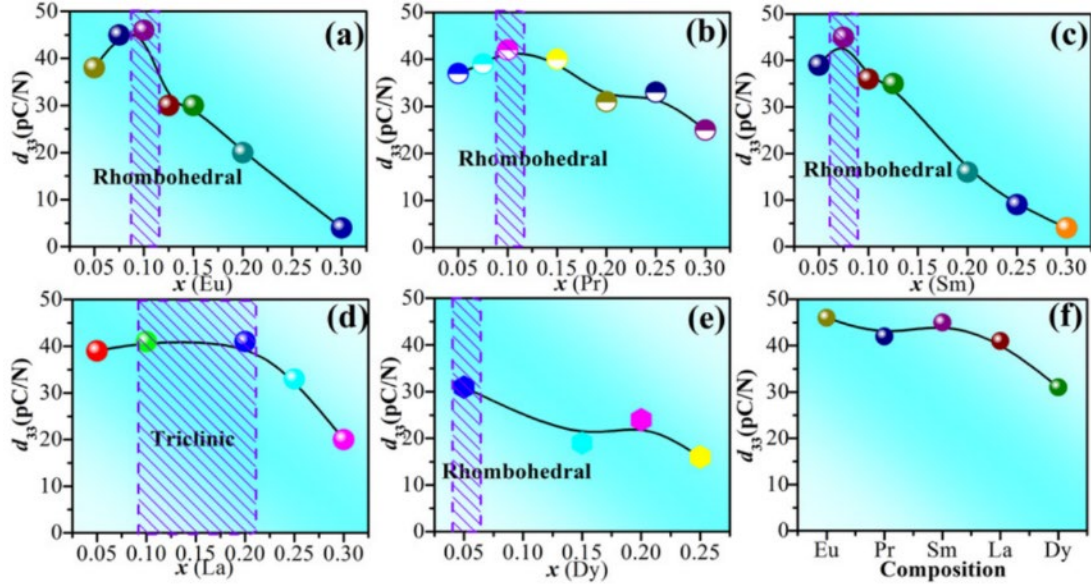 (a)
d33(pC/N)
50
40
30
20
10
0
Rhombohedral
0.05 0.10 0.15 0.20 0.25 0.30
x (Eu)
(b)
d33(pC/N)
50
40
30
20
10
0
Rhombohedral
0.05 0.10 0.15 0.20 0.25 0.30
x (Pr)
(c)
d33(pC/N)
50
40
30
20
10
0
Rhombohedral
0.05 0.10 0.15 0.20 0.25 0.30
x (Sm)
(d)
d33(pC/N)
50
40
30
20
10
0
Triclinic
0.05 0.10 0.15 0.20 0.25 0.30
x (La)
(e)
d33(pC/N)
50
40
30
20
10
0
Rhombohedral
0.05 0.10 0.15 0.20 0.25
x (Dy)
(f)
d33(pC/N)
50
40
30
20
10
0
Eu Pr Sm La Dy
Composition